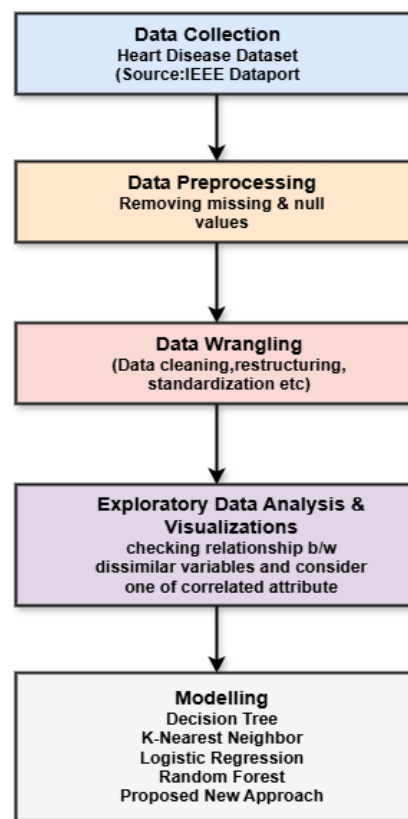 Data Collection
Heart Disease Dataset
(Source:IEEE Dataport
Data Preprocessing
Removing missing & null
values
Data Wrangling
(Data cleaning,restructuring,
standardization etc)
Exploratory Data Analysis &
Visualizations
checking relationship b/w
dissimilar variables and consider
one of correlated attribute
Modelling
Decision Tree
K-Nearest Neighbor
Logistic Regression
Random Forest
Proposed New Approach